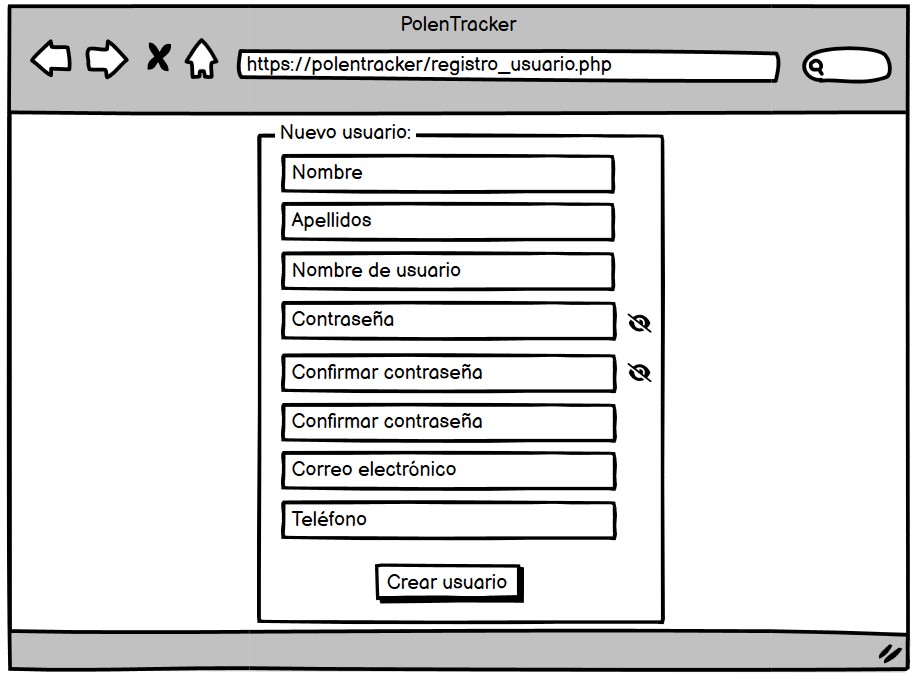 PolenTracker
https://polentracker/registro_usuario.php
Nuevo usuario:
Nombre
Apellidos
Nombre de usuario
Contraseña
Confirmar contraseña
Confirmar contraseña
Correo electrónico
Teléfono
Crear usuario